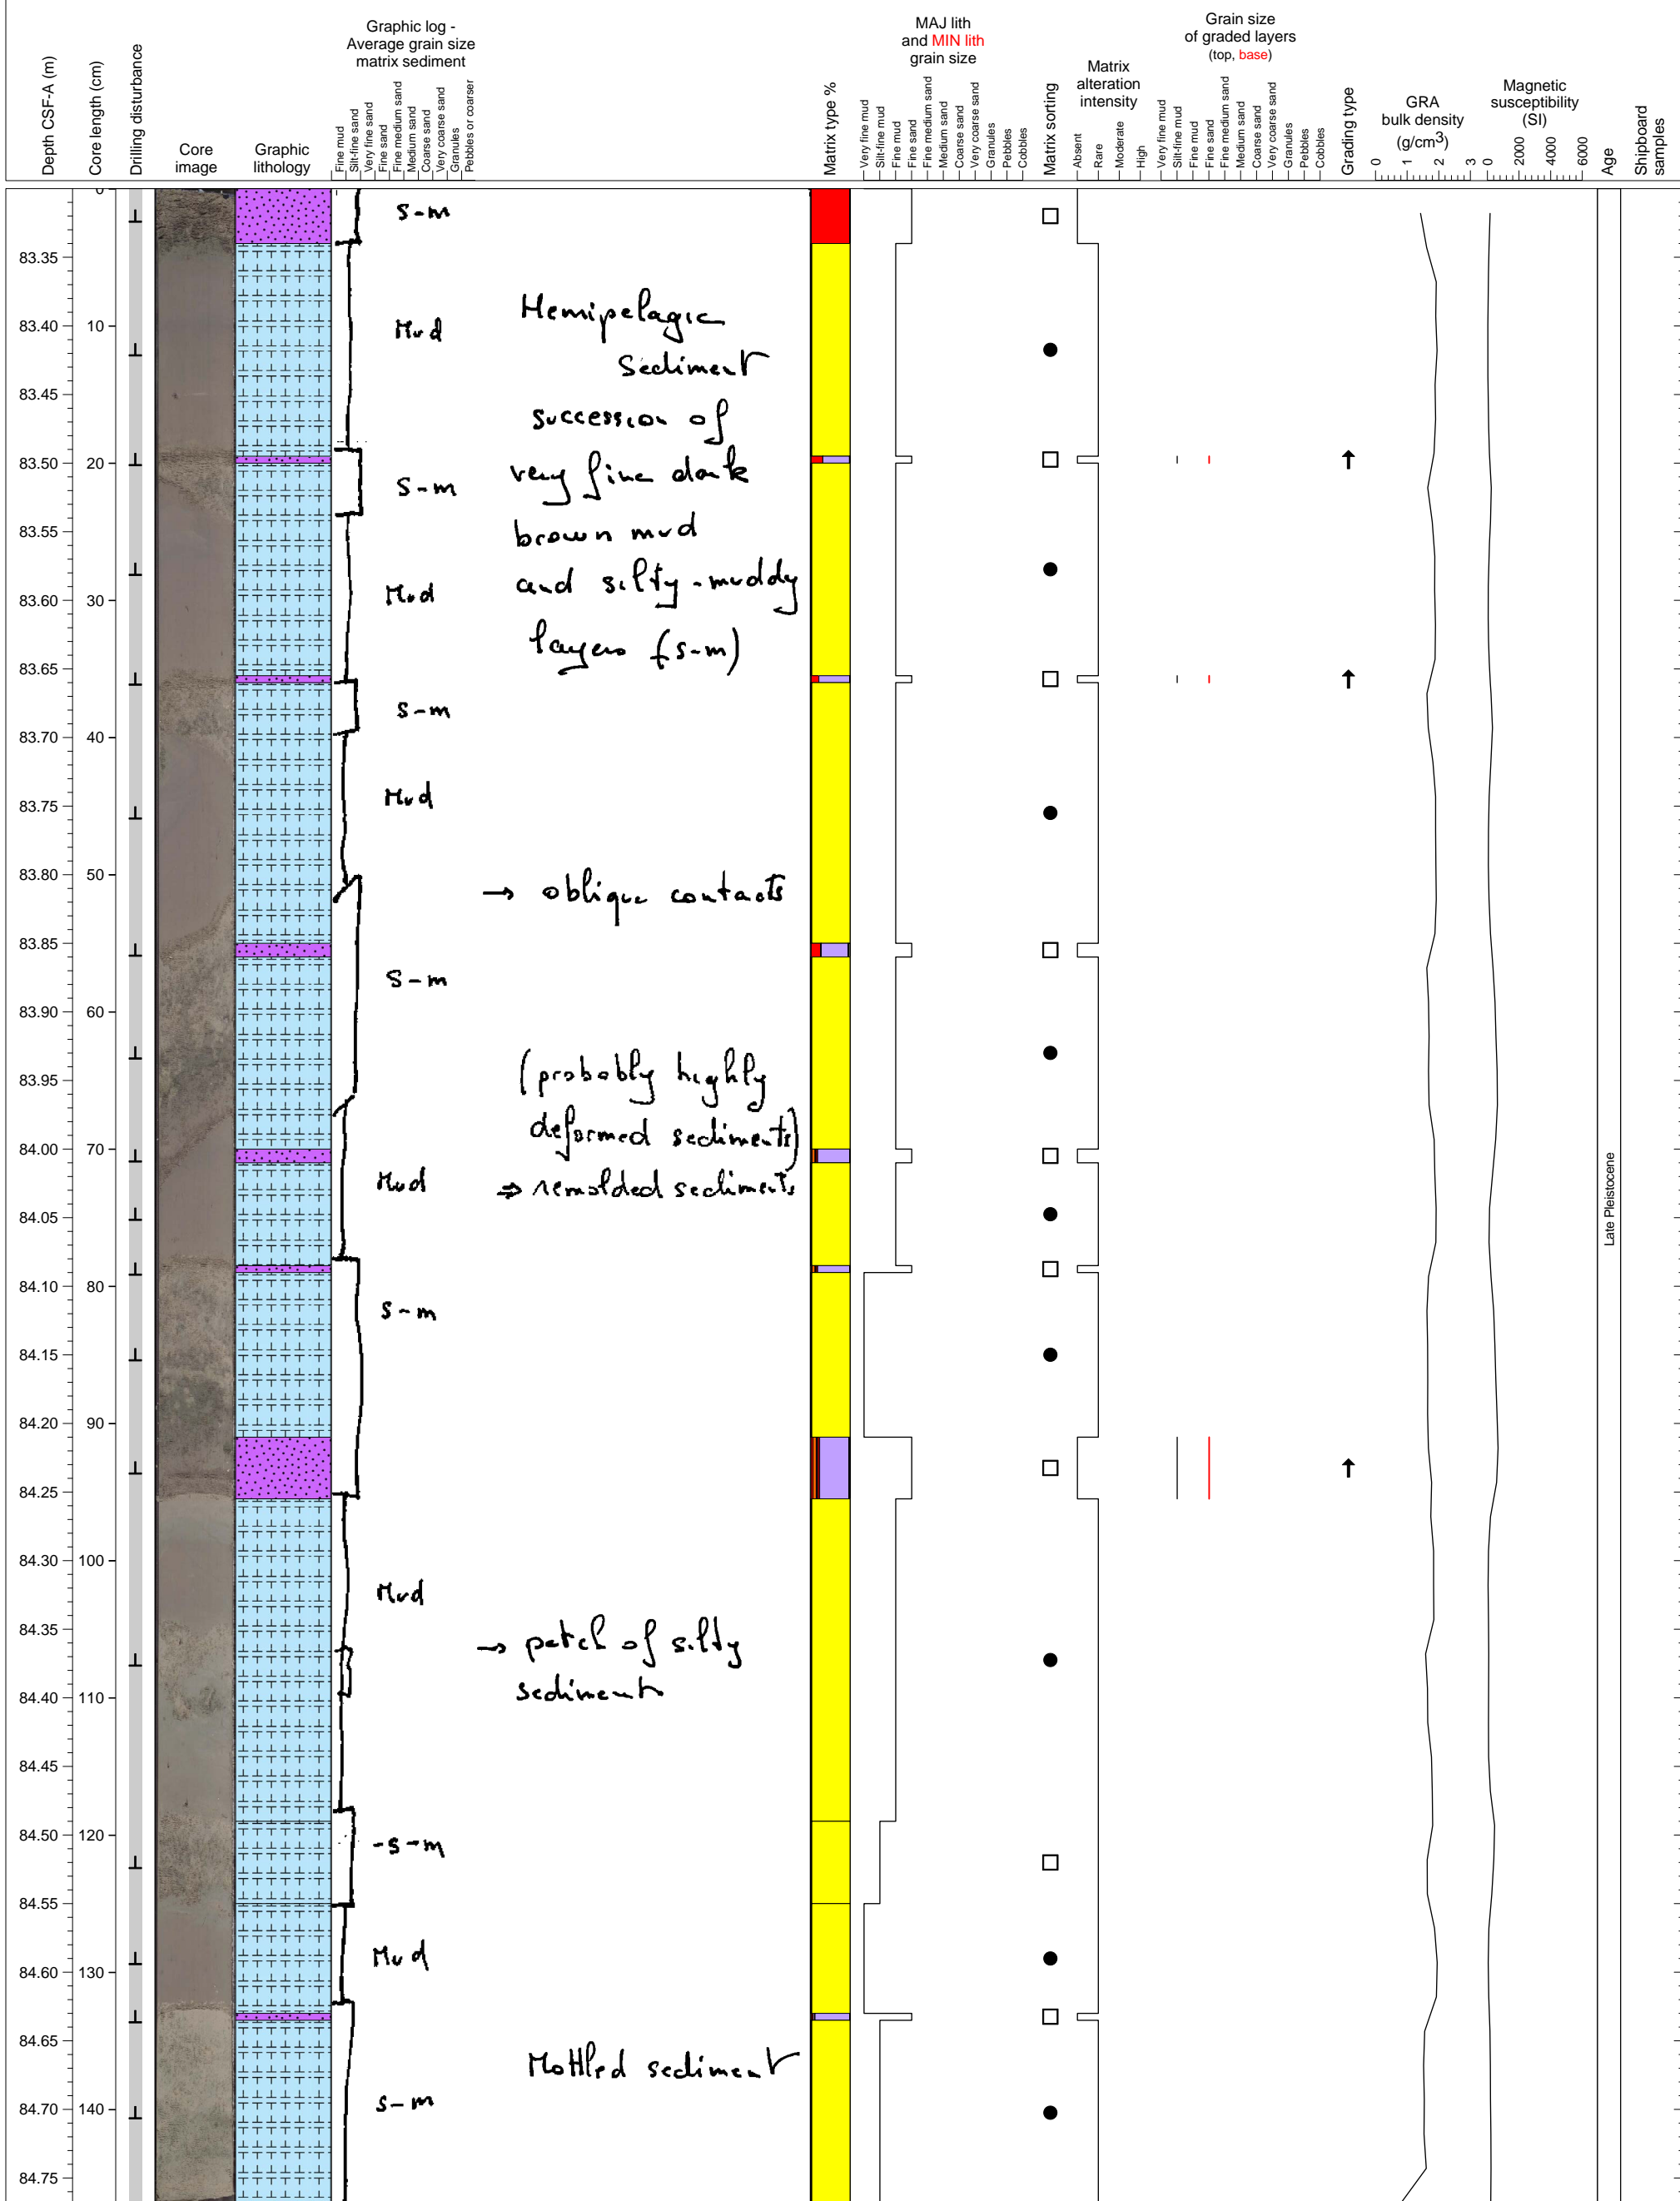 Depth CSF-A (m)
Core length (cm)
Drilling disturbance
Core
image
Graphic
lithology
Graphic log -
Average grain size
matrix sediment
Fine mud
Silt-fine sand
Very fine sand
Fine sand
Fine medium sand
Medium sand
Coarse sand
Very coarse sand
Granules
Pebbles or coarser
Matrix type %
MAJ lith
and MIN lith
grain size
Very fine mud
Silt-fine mud
Fine mud
Fine sand
Fine medium sand
Medium sand
Coarse sand
Very coarse sand
Granules
Pebbles
Cobbles
Matrix sorting
Matrix
alteration
intensity
Absent
Rare
Moderate
High
Grain size
of graded layers
(top, base)
Very fine mud
Silt-fine mud
Fine mud
Fine sand
Fine medium sand
Medium sand
Coarse sand
Very coarse sand
Granules
Pebbles
Cobbles
Grading type
GRA
bulk density
(g/cm3)
0 1 2 3
Magnetic
susceptibility
(SI)
0 2000 4000 6000
Age
Shipboard
samples
0
S-m
83.35
Hemipelagic
83.40 10
Mud
Sediment
83.45
succession of
83.50 20
very fine dark
S-m
83.55
brown mud
and silty-muddy
83.60 30
Mud
layers (s-m)
83.65
S-m
83.70 40
83.75
Mud
83.80 50
→ oblique contacts
83.85
S-m
83.90 60
83.95
(probably highly
deformed sediments)
84.00 70
Mud
⇒ remolded sediments
84.05
Late Pleistocene
84.10 80
S-m
84.15
84.20 90
84.25
84.30 100
Mud
84.35
→ patch of silty
sediment
84.40 110
84.45
84.50 120
-s-m
84.55
Mud
84.60 130
84.65
Mottled sediment
84.70 140
s-m
84.75